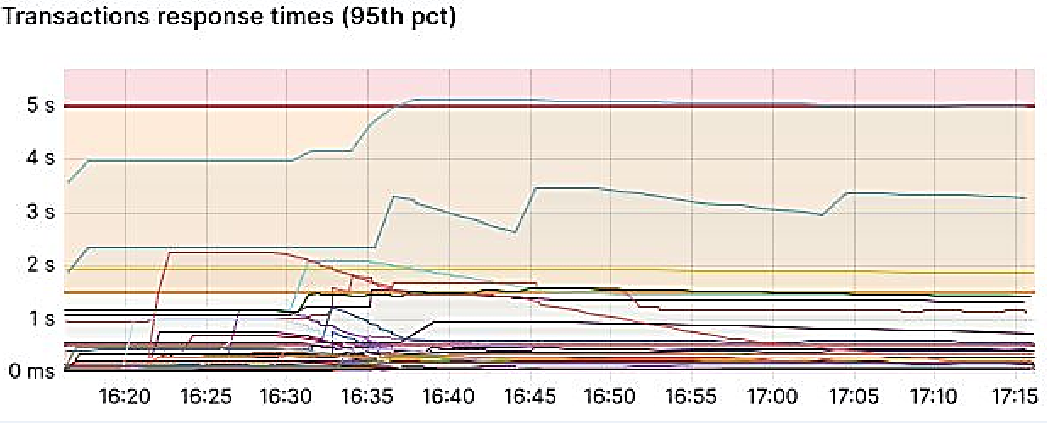 Transactions response times (95th pct)
5 s
4 s
3 s
2 s
1 s
0 ms
16:20 16:25 16:30 16:35 16:40 16:45 16:50 16:55 17:00 17:05 17:10 17:15